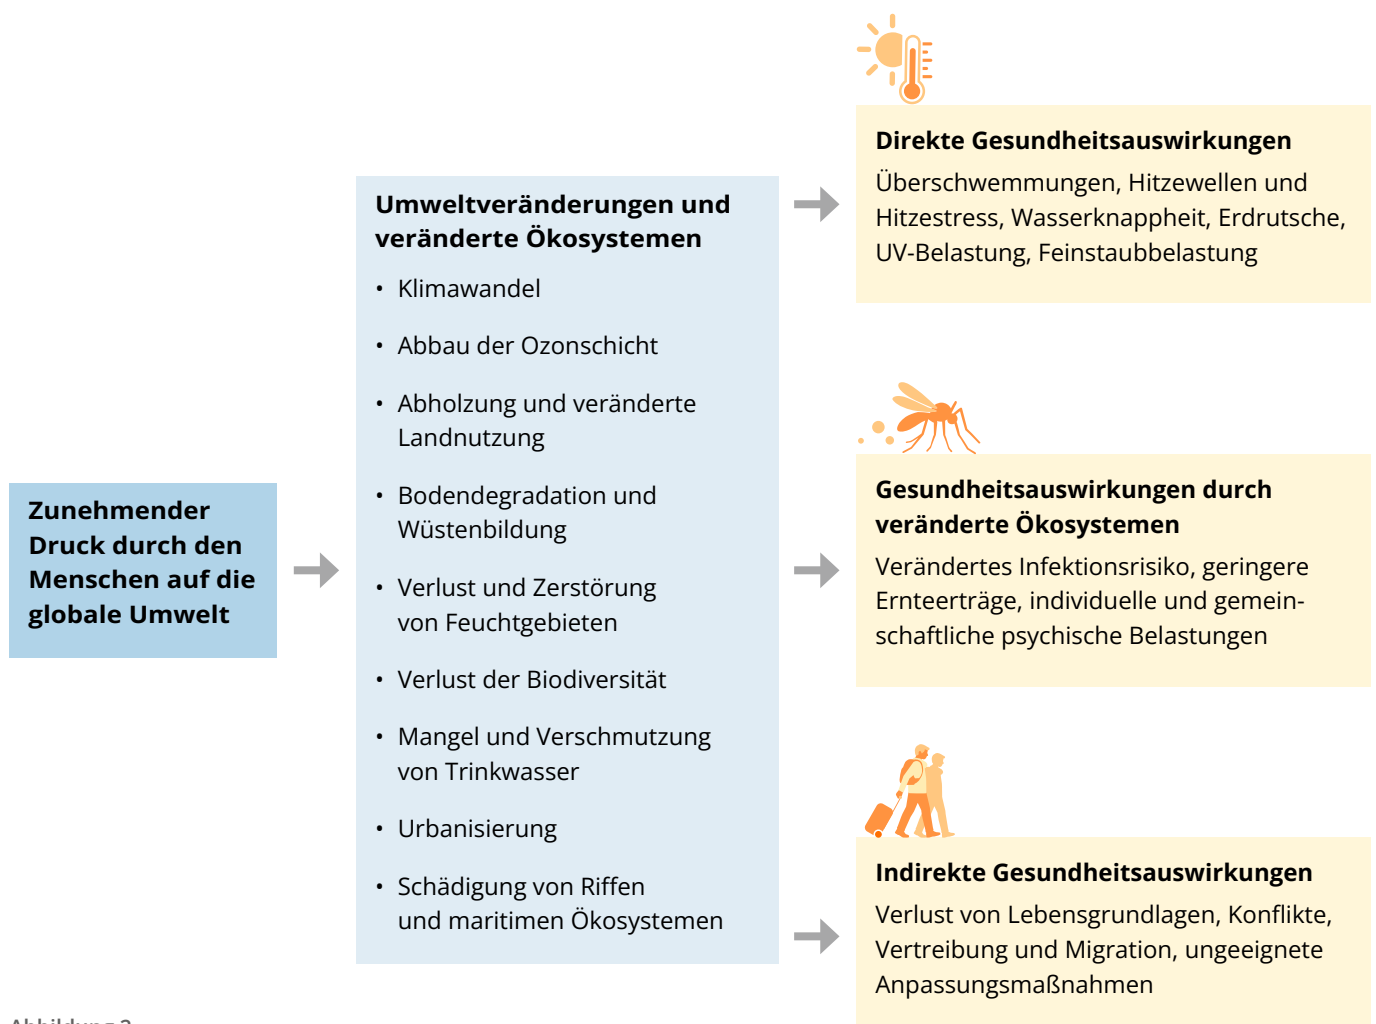 Zunehmender
Druck durch den
Menschen auf die
globale Umwelt
Umweltveränderungen und
veränderte Ökosystemen
• Klimawandel
• Abbau der Ozonschicht
• Abholzung und veränderte
Landnutzung
• Bodendegradation und
Wüstenbildung
• Verlust und Zerstörung
von Feuchtgebieten
• Verlust der Biodiversität
• Mangel und Verschmutzung
von Trinkwasser
• Urbanisierung
• Schädigung von Riffen
und maritimen Ökosystemen
Direkte Gesundheitsauswirkungen
Überschwemmungen, Hitzewellen und
Hitzestress, Wasserknappheit, Erdrutsche,
UV-Belastung, Feinstaubbelastung
Gesundheitsauswirkungen durch
veränderte Ökosystemen
Verändertes Infektionsrisiko, geringere
Ernteerträge, individuelle und gemein-
schaftliche psychische Belastungen
Indirekte Gesundheitsauswirkungen
Verlust von Lebensgrundlagen, Konflikte,
Vertreibung und Migration, ungeeignete
Anpassungsmaßnahmen
Abbildung